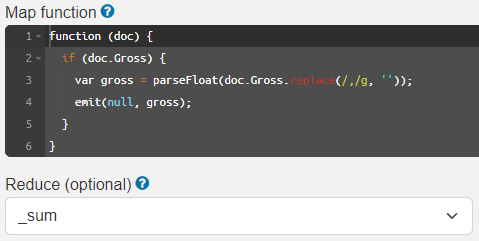 Map function ?
1 function (doc) {
2 if (doc.Gross) {
3 var gross = parseFloat(doc.Gross.replace(/,/g, ''));
4 emit(null, gross);
5 }
6 }
Reduce (optional) ?
_sum